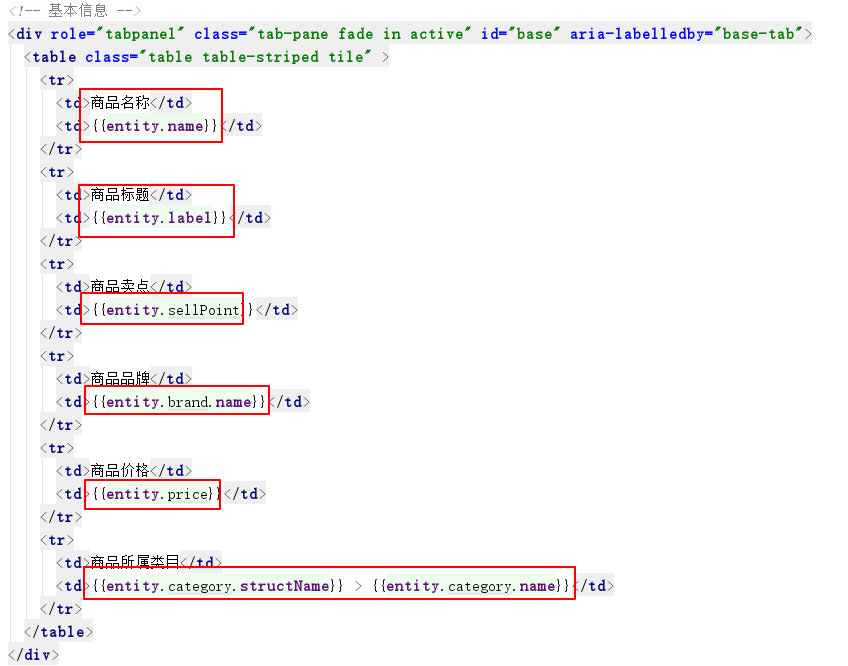 <!-- 基本信息 -->
<div role="tabpanel" class="tab-pane fade in active" id="base" aria-labelledby="base-tab">
<table class="table table-striped tile" >
<tr>
<td>商品名称</td>
<td>{{entity.name}}</td>
</tr>
<tr>
<td>商品标题</td>
<td>{{entity.label}}</td>
</tr>
<tr>
<td>商品卖点</td>
<td>{{entity.sellPoint}}</td>
</tr>
<tr>
<td>商品品牌</td>
<td>{{entity.brand.name}}</td>
</tr>
<tr>
<td>商品价格</td>
<td>{{entity.price}}</td>
</tr>
<tr>
<td>商品所属类目</td>
<td>{{entity.category.structName}} > {{entity.category.name}}</td>
</tr>
</table>
</div>